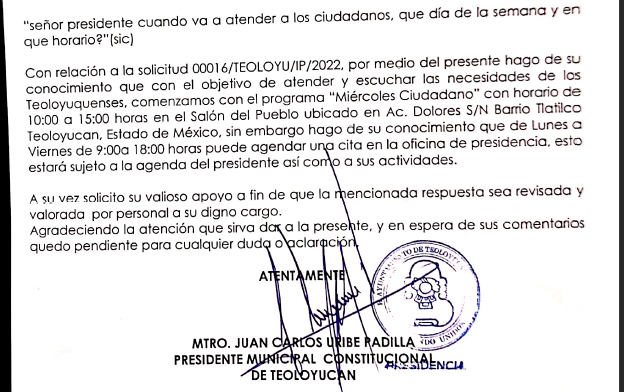 "señor presidente cuando va a atender a los ciudadanos, que día de la semana y en
que horario?"(sic)
Con relación a la solicitud 00016/TEOLOYU/IP/2022, por medio del presente hago de su
conocimiento que con el objetivo de atender y escuchar las necesidades de los
Teoloyuquenses, comenzamos con el programa "Miércoles Ciudadano" con horario de
10:00 a 15:00 horas en el Salón del Pueblo ubicado en Ac. Dolores S/N Barrio Tlatilco
Teoloyucan, Estado de México, sin embargo hago de su conocimiento que de Lunes a
Viernes de 9:00a 18:00 horas puede agendar una cita en la oficina de presidencia, esto
estará sujeto a la agenda del presidente así como a sus actividades.
A su vez solicito su valioso apoyo a fin de que la mencionada respuesta sea revisada y
valorada por personal a su digno cargo.
Agradeciendo la atención que sirva dar a la presente, y en espera de sus comentarios
quedo pendiente para cualquier duda o aclaración.
ATENTAMENTE
AYUNTAMIENTO DE TEOLOYUCAN
UNIDOS
MTRO. JUAN CARLOS URIBE PADILLA
PRESIDENTE MUNICIPAL CONSTITUCIONAL
PRESIDENCIA
DE TEOLOYUCAN